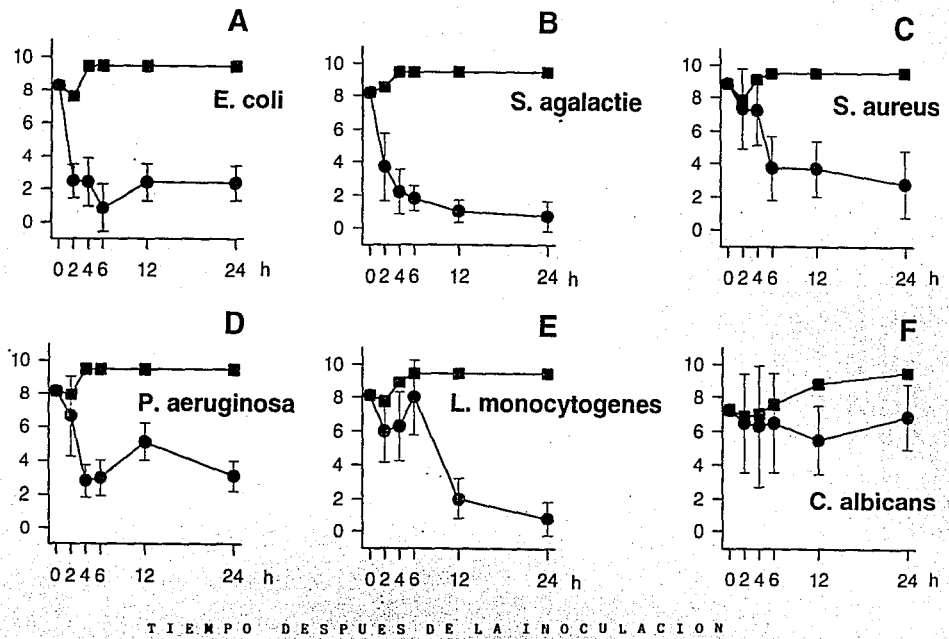 A
10
8
6
4
2
0
E. coli
0 2 4 6 12 24 h
B
10
8
6
4
2
0
S. agalactie
0 2 4 6 12 24 h
C
10
8
6
4
2
0
S. aureus
0 2 4 6 12 24 h
D
10
8
6
4
2
0
P. aeruginosa
0 2 4 6 12 24 h
E
10
8
6
4
2
0
L. monocytogenes
0 2 4 6 12 24 h
F
10
8
6
4
2
0
C. albicans
0 2 4 6 12 24 h
TIEMPO DESPUES DE LA INOCULACION